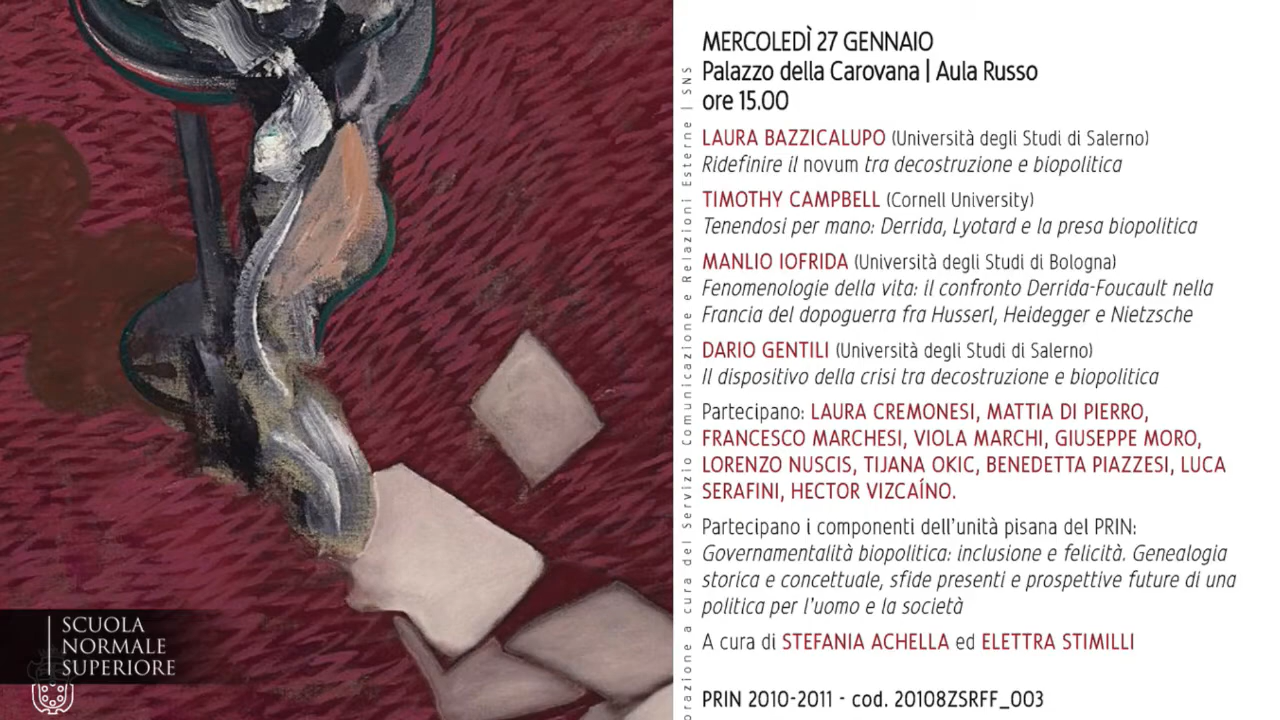 MERCOLEDÌ 27 GENNAIO
Palazzo della Carovana | Aula Russo
ore 15.00
LAURA BAZZICALUPO (Università degli Studi di Salerno)
Ridefinire il novum tra decostruzione e biopolitica
TIMOTHY CAMPBELL (Cornell University)
Tenendosi per mano: Derrida, Lyotard e la presa biopolitica
MANLIO IOFRIDA (Università degli Studi di Bologna)
Fenomenologie della vita: il confronto Derrida-Foucault nella
Francia del dopoguerra fra Husserl, Heidegger e Nietzsche
DARIO GENTILI (Università degli Studi di Salerno)
Il dispositivo della crisi tra decostruzione e biopolitica
Partecipano: LAURA CREMONESI, MATTIA DI PIERRO,
FRANCESCO MARCHESI, VIOLA MARCHI, GIUSEPPE MORO,
LORENZO NUSCIS, TIJANA OKIC, BENEDETTA PIAZZESI, LUCA
SERAFINI, HECTOR VIZCAÍNO.
Partecipano i componenti dell'unità pisana del PRIN:
Governamentalità biopolitica: inclusione e felicità. Genealogia
storica e concettuale, sfide presenti e prospettive future di una
politica per l'uomo e la società
A cura di STEFANIA ACHELLA ed ELETTRA STIMILLI
PRIN 2010-2011 - cod. 20108ZSRFF_003
a cura del Servizio Comunicazione e Relazioni Esterne | SNS
SCUOLA
NORMALE
SUPERIORE